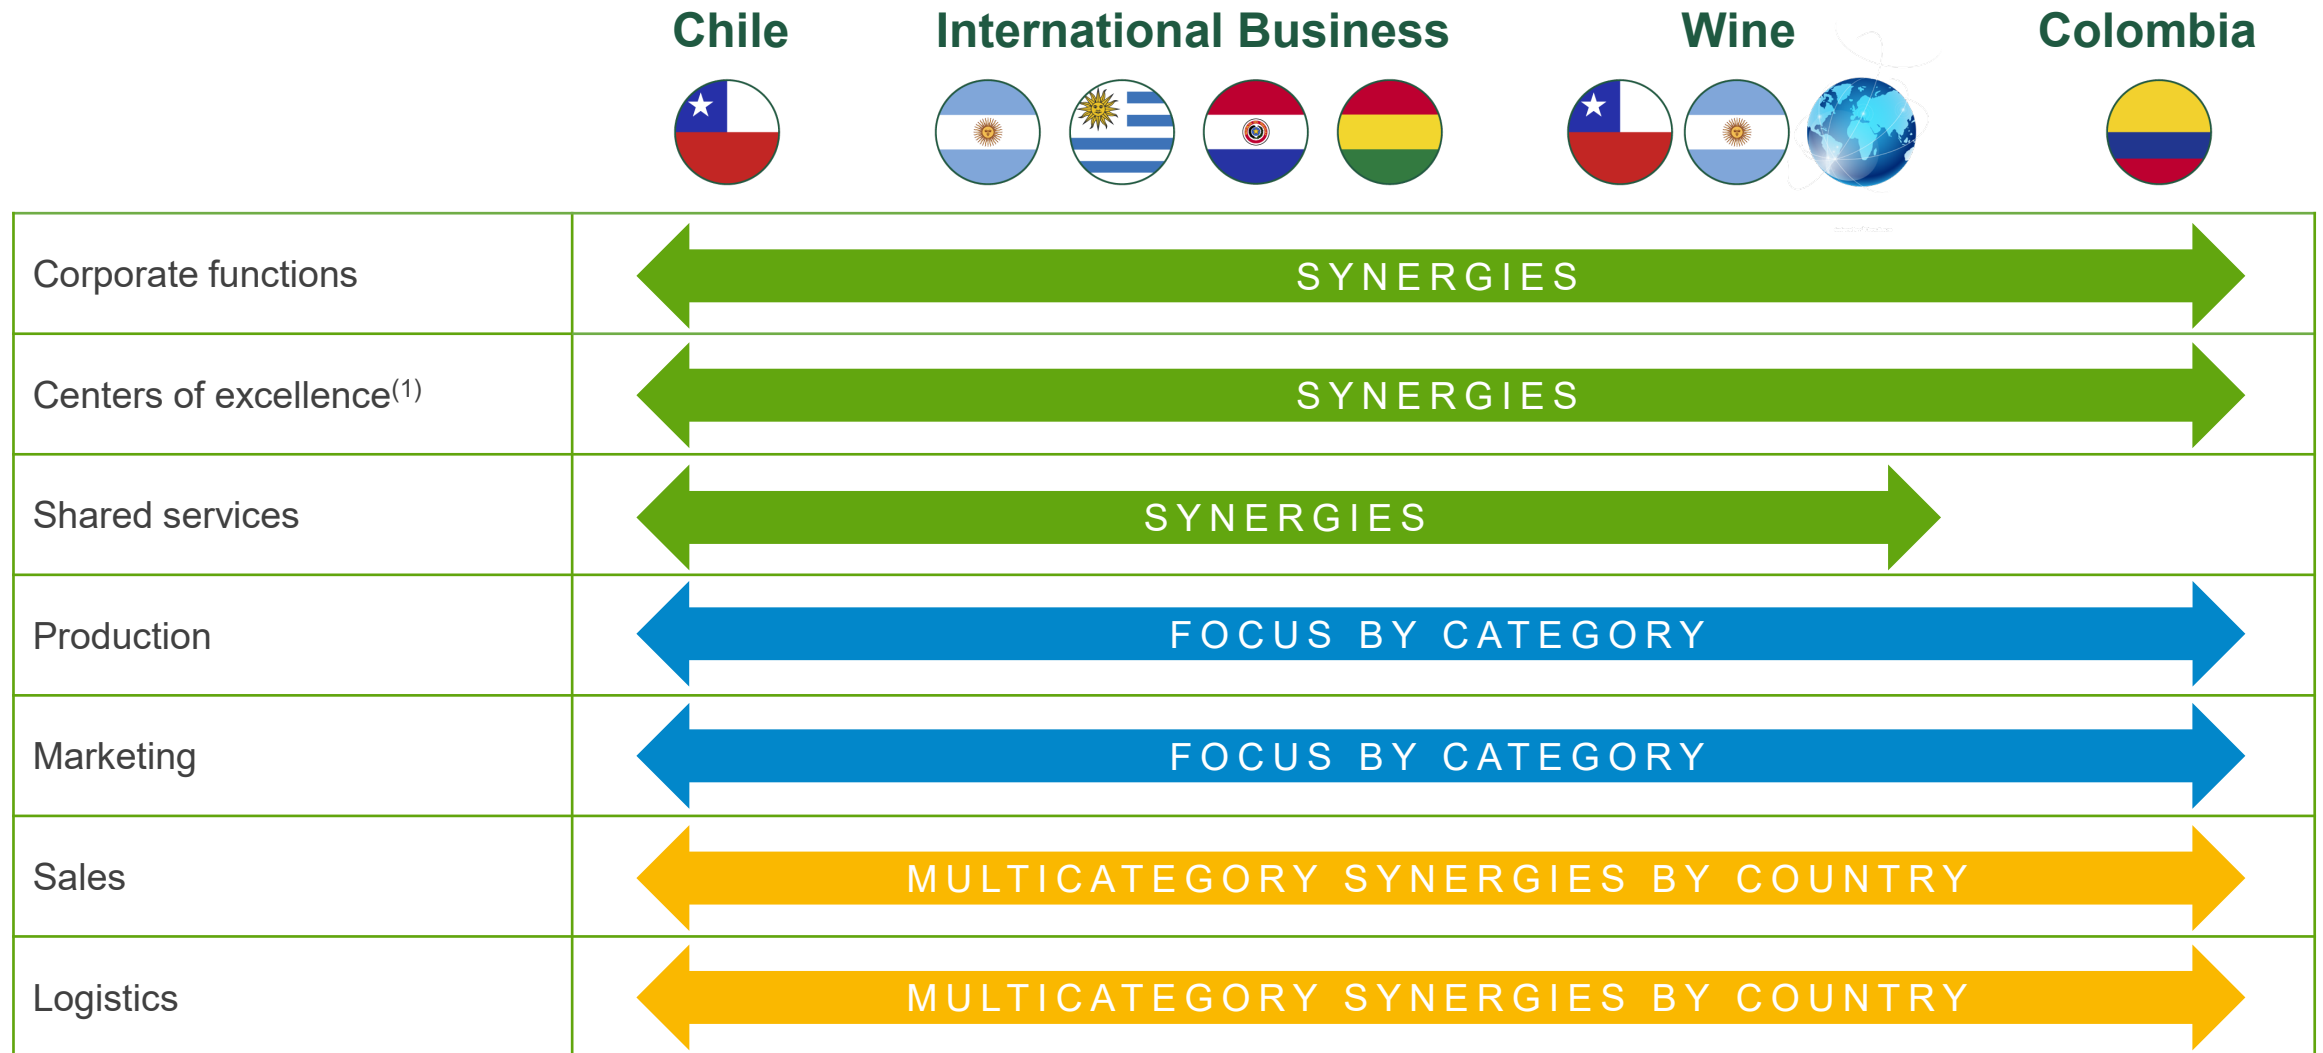 Chile International Business Wine Colombia
Corporate functions SYNERGIES
Centers of excellence(1) SYNERGIES
Shared services SYNERGIES
Production FOCUS BY CATEGORY
Marketing FOCUS BY CATEGORY
Sales MULTICATEGORY SYNERGIES BY COUNTRY
Logistics MULTICATEGORY SYNERGIES BY COUNTRY